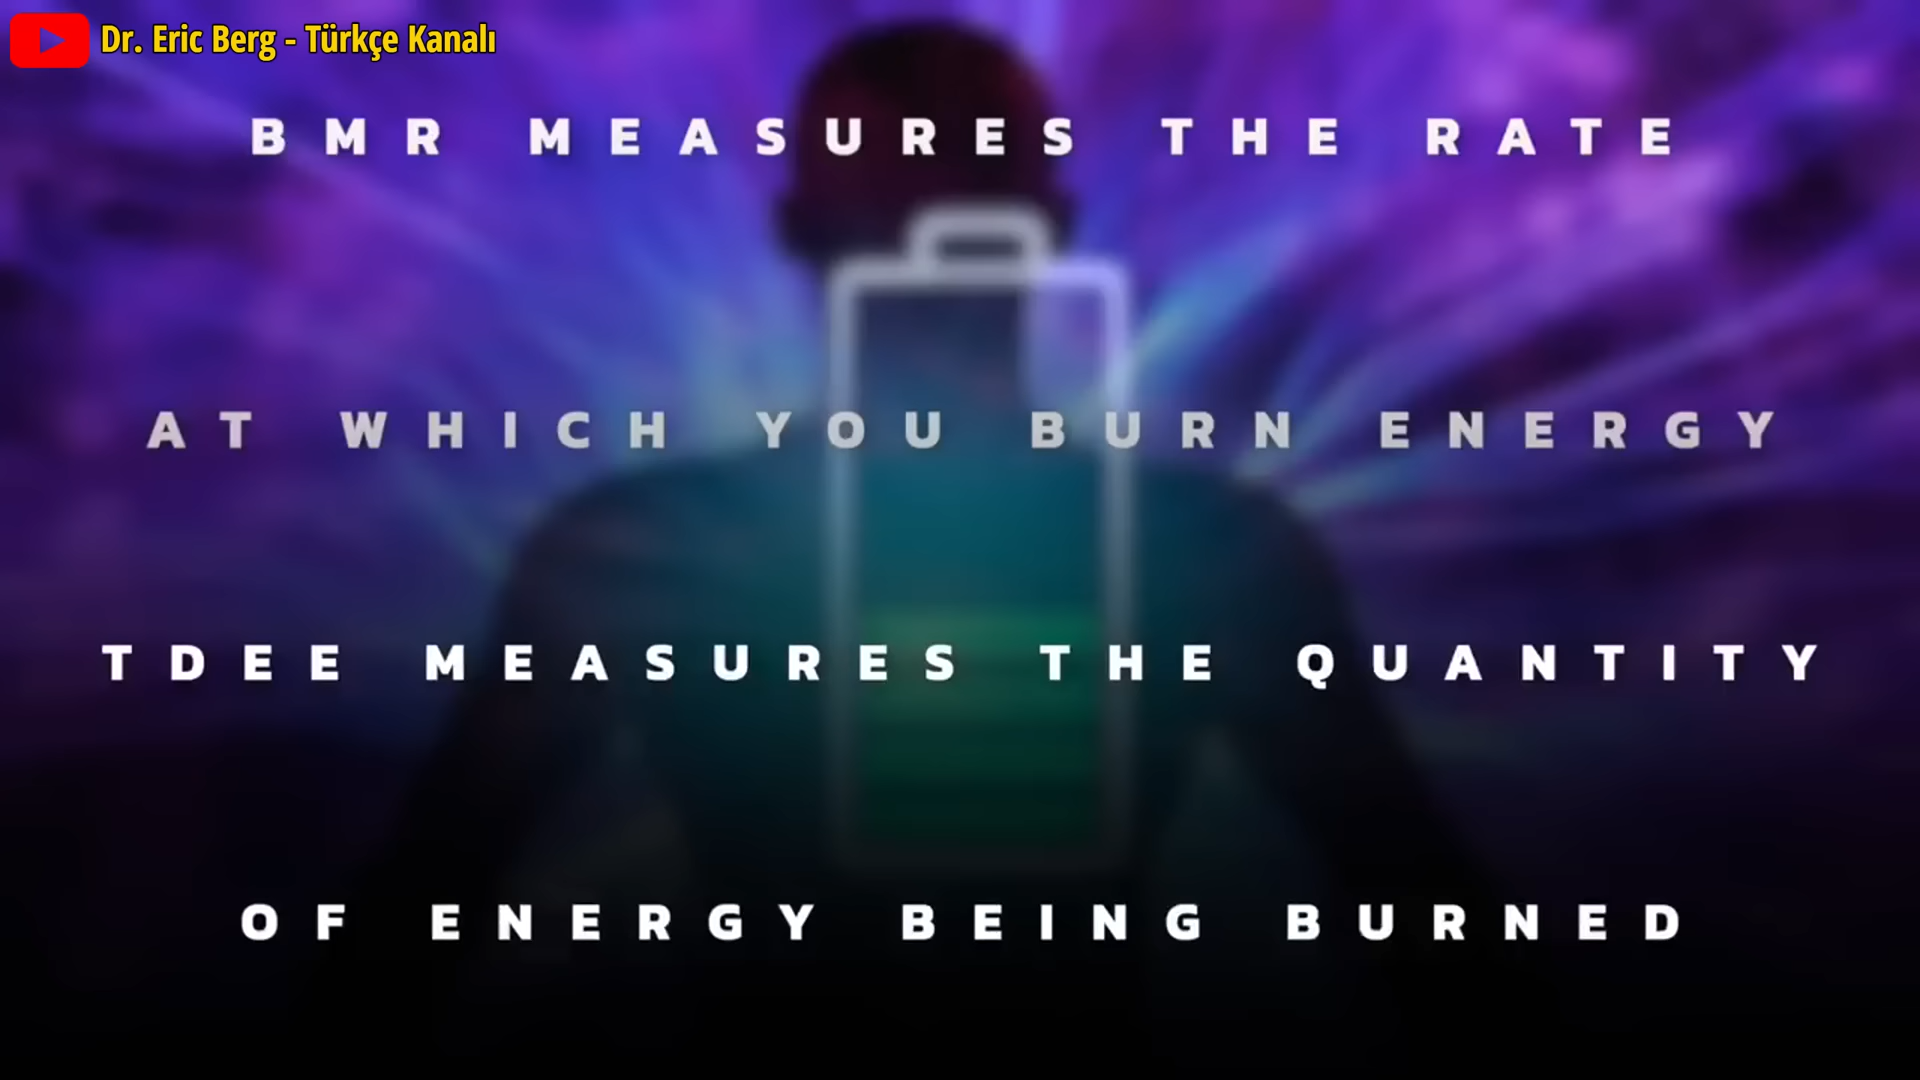 Dr. Eric Berg - Türkçe Kanalı
BMR MEASURES THE RATE
AT WHICH YOU BURN ENERGY
TDEE MEASURES THE QUANTITY
OF ENERGY BEING BURNED